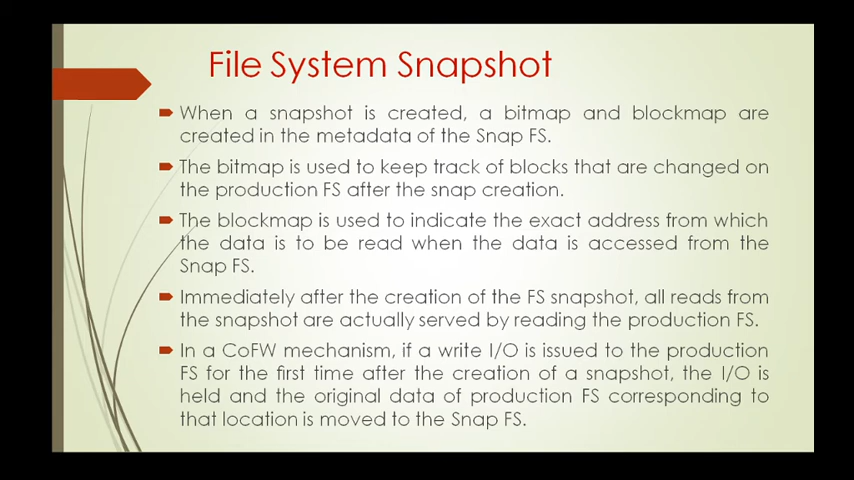 File System Snapshot
When a snapshot is created, a bitmap and blockmap are
created in the metadata of the Snap FS.
The bitmap is used to keep track of blocks that are changed on
the production FS after the snap creation.
The blockmap is used to indicate the exact address from which
the data is to be read when the data is accessed from the
Snap FS.
Immediately after the creation of the FS snapshot, all reads from
the snapshot are actually served by reading the production FS.
In a CoFW mechanism, if a write I/O is issued to the production
FS for the first time after the creation of a snapshot, the I/O is
held and the original data of production FS corresponding to
that location is moved to the Snap FS.